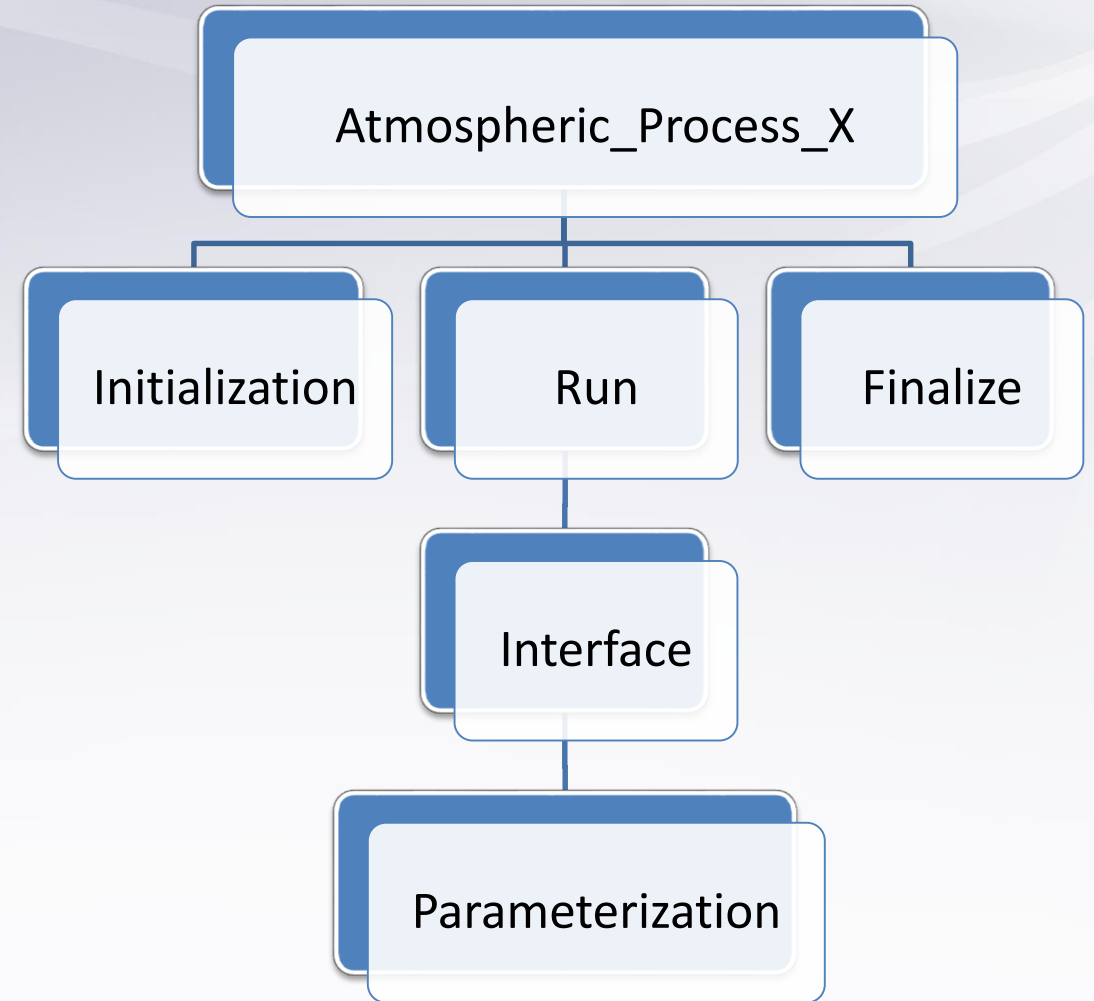 Atmospheric_Process_X
Initialization
Run
Finalize
Interface
Parameterization